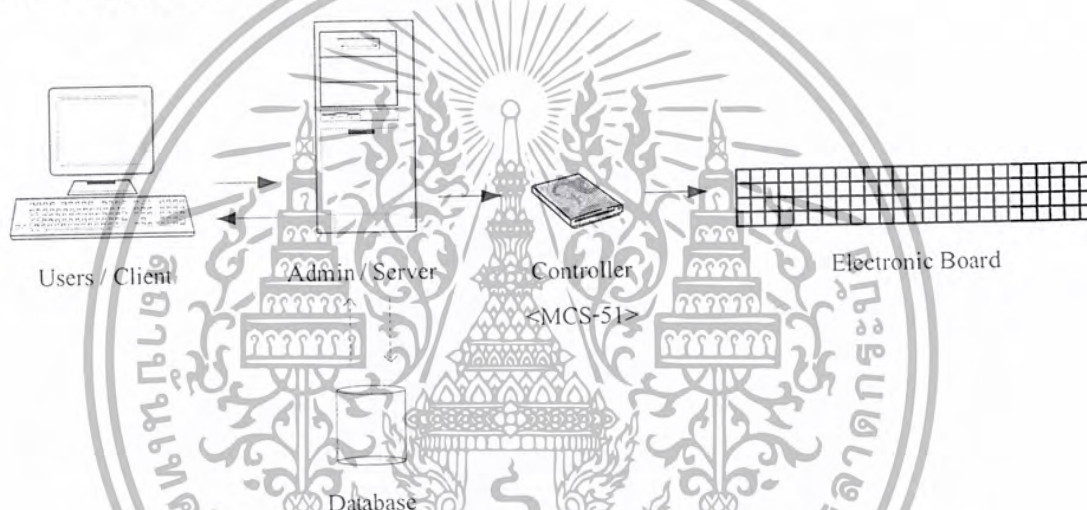 Users / Client
Admin / Server
Controller
<MCS-51>
Electronic Board
Database